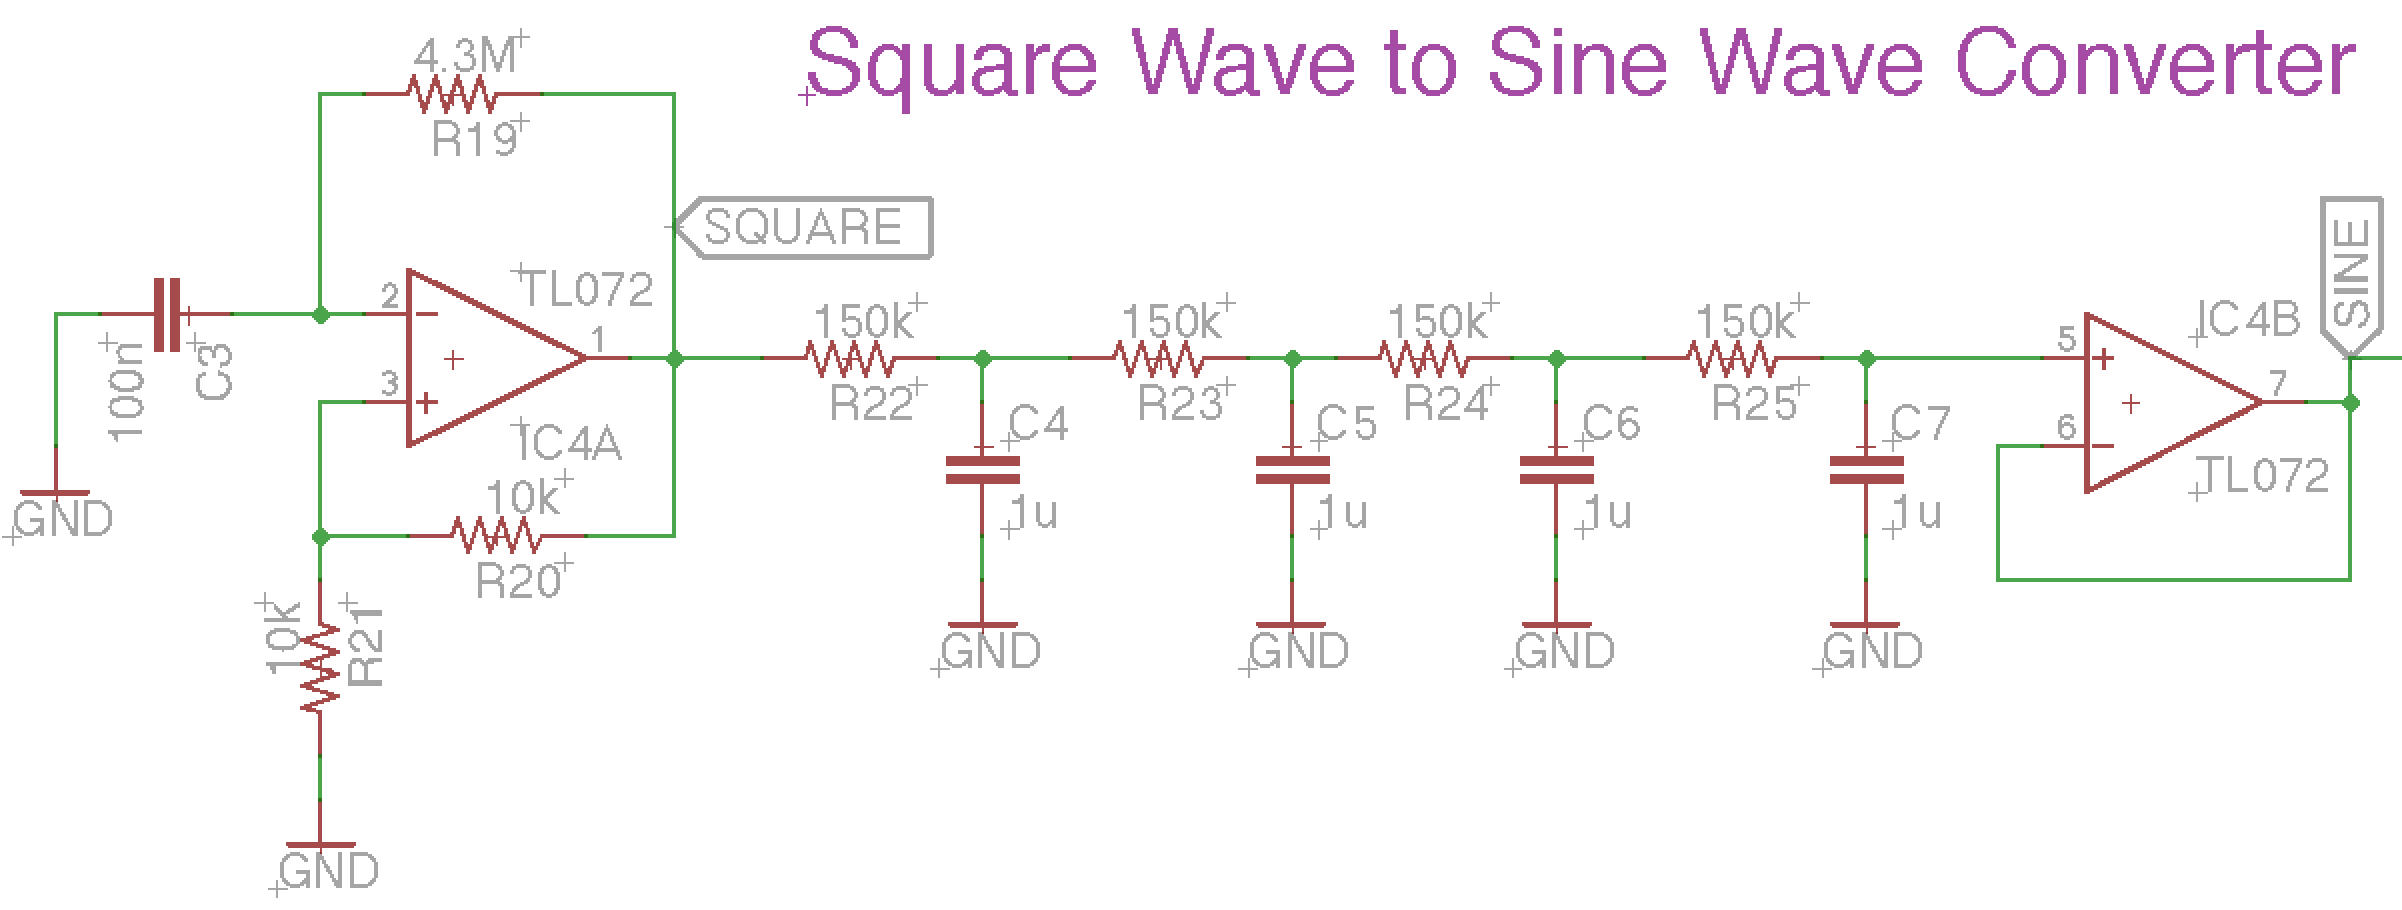 Square Wave to Sine Wave Converter
4.3M
R19
SQUARE
SINE
TL072
2
1
3
IC4A
100n
C3
GND
10k
R20
10k
R21
GND
150k
R22
C4
1u
GND
150k
R23
C5
1u
GND
150k
R24
C6
1u
GND
150k
R25
C7
1u
GND
IC4B
5
7
6
TL072